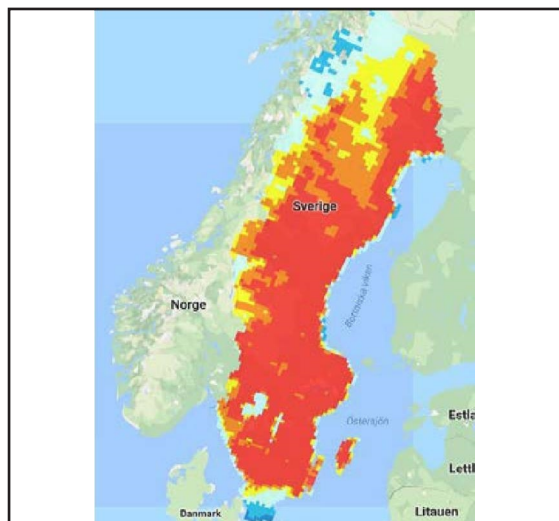 Sverige
Norge
Bottniska viken
Östersjön
Estla
Lettl
Danmark
Litauen